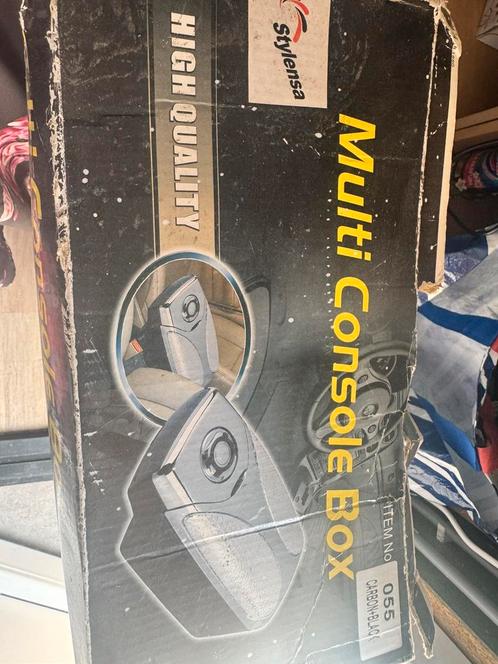 Stylensa
HIGH QUALITY
Multi Console Box
ITEM No
055
CARBON+BLACK